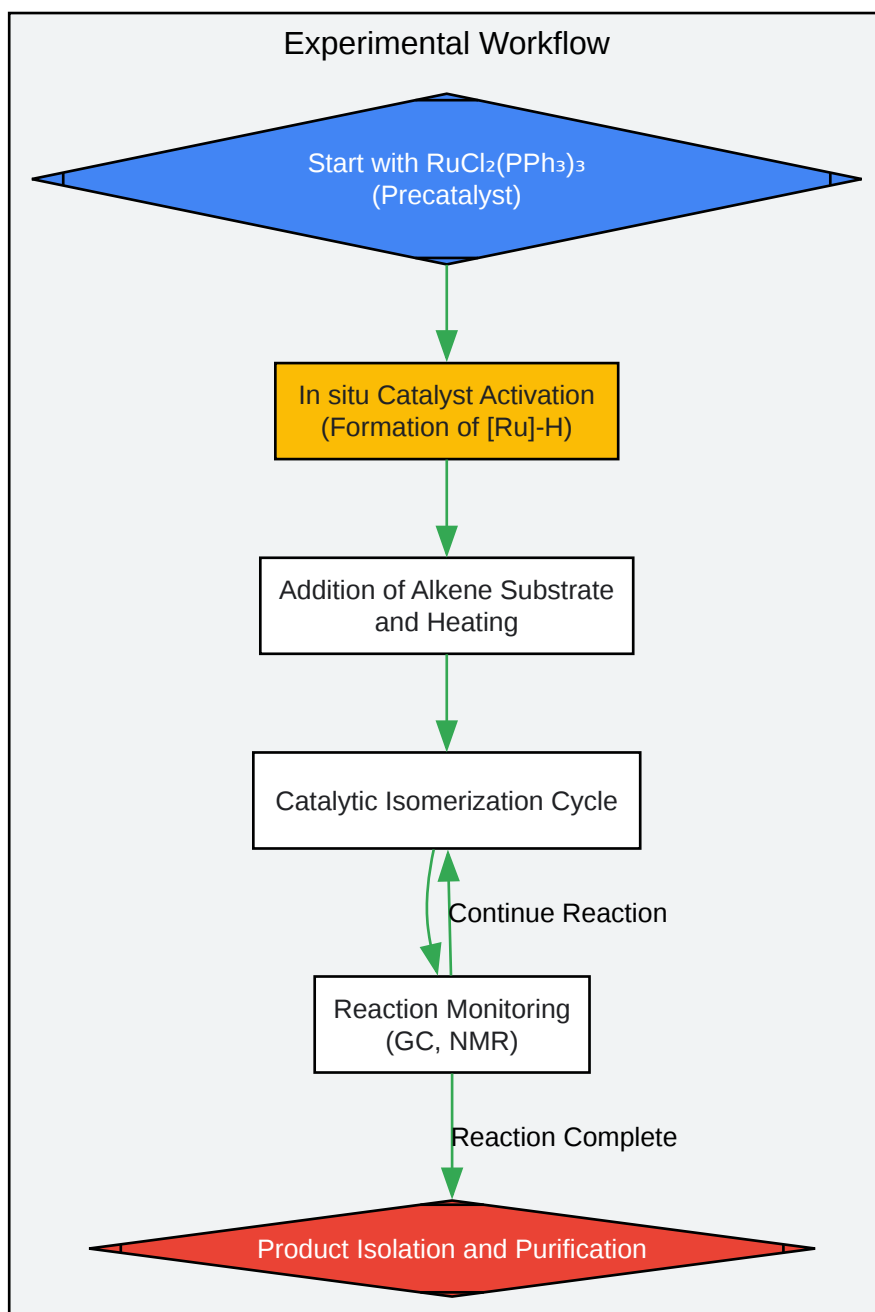 Experimental Workflow
Start with RuCl₂(PPh₃)₃
(Precatalyst)
In situ Catalyst Activation
(Formation of [Ru]-H)
Addition of Alkene Substrate
and Heating
Catalytic Isomerization Cycle
Continue Reaction
Reaction Monitoring
(GC, NMR)
Reaction Complete
Product Isolation and Purification